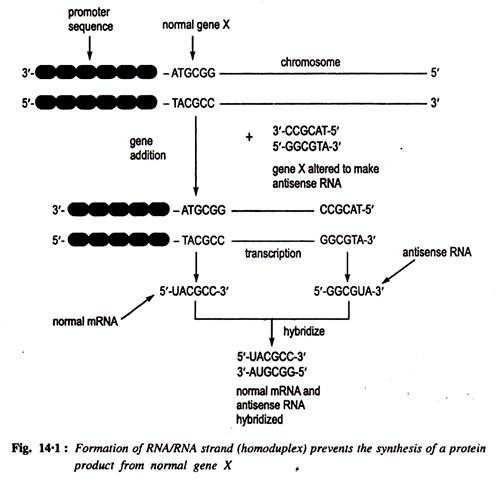 promoter sequence
normal gene X
chromosome
3′- – ATGCGG 5′
5′- – TACGCC 3′
gene addition
+ 3′-CCGCAT-5′
5′-GGCGTA-3′
gene X altered to make
antisense RNA
3′- – ATGCGG CCGCAT-5′
5′- – TACGCC GGCGTA-3′
transcription
antisense RNA
5′-UACGCC-3′ 5′-GGCGUA-3′
normal mRNA
hybridize
5′-UACGCC-3′
3′-AUGCGG-5′
normal mRNA and
antisense RNA
hybridized
Fig. 14·1 : Formation of RNA/RNA strand (homoduplex) prevents the synthesis of a protein
product from normal gene X